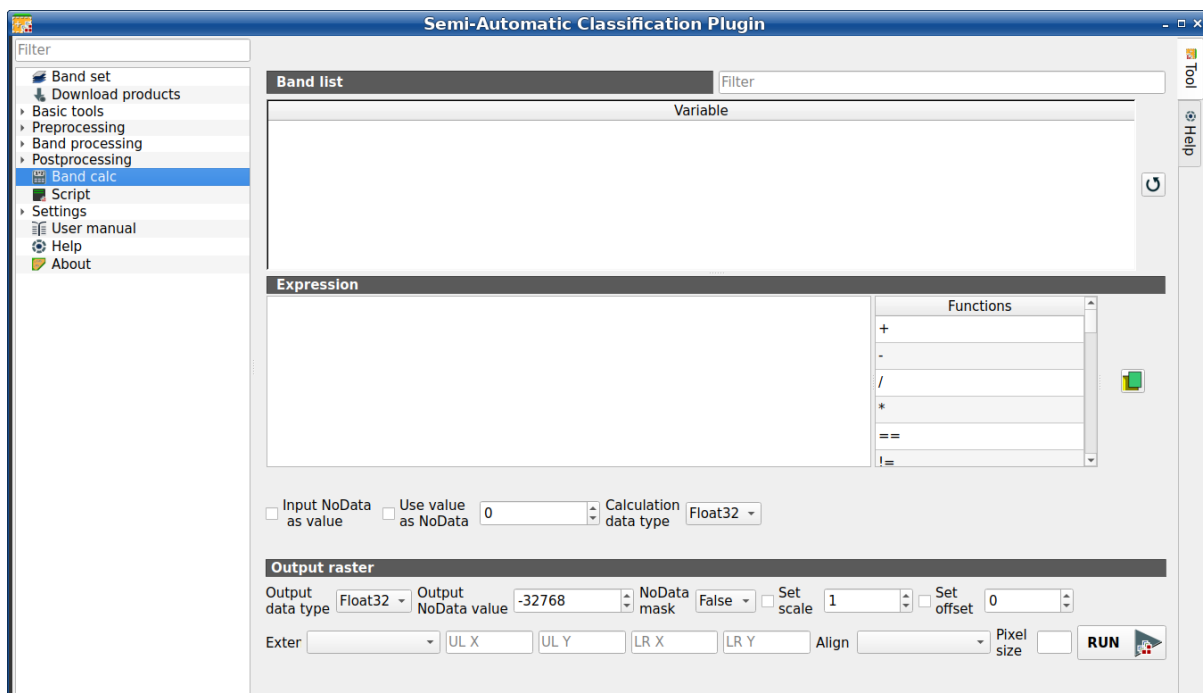 Semi-Automatic Classification Plugin
Filter
Band set
Download products
Basic tools
Preprocessing
Band processing
Postprocessing
Band calc
Script
Settings
User manual
Help
About
Band list
Filter
Variable
Expression
Functions
+
-
/
*
==
!=
Input NoData
as value
Use value
as NoData
0
Calculation
data type
Float32
Output raster
Output
data type
Float32
Output
NoData value
-32768
NoData
mask
False
Set
scale
1
Set
offset
0
Exter
UL X
UL Y
LR X
LR Y
Align
Pixel
size
RUN
Tool
Help